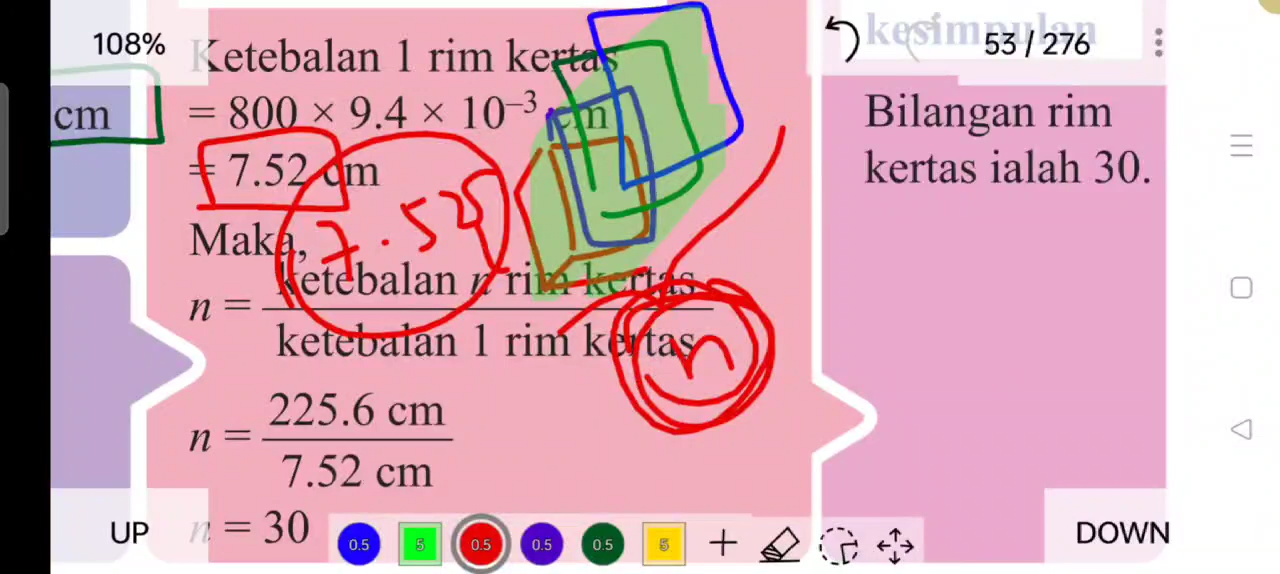 108%
53 / 276
kesimpulan
cm
Ketebalan 1 rim kertas
= 800 × 9.4 × 10⁻³ cm
= 7.52 cm
7.52
Maka,
n = ketebalan n rim kertas
ketebalan 1 rim kertas
n
n = 225.6 cm
7.52 cm
n = 30
Bilangan rim
kertas ialah 30.
UP
0.5 5 0.5 0.5 0.5 5
DOWN